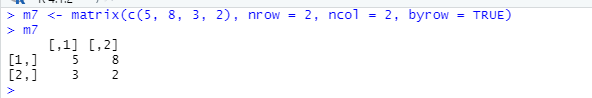 > m7 <- matrix(c(5, 8, 3, 2), nrow = 2, ncol = 2, byrow = TRUE)
> m7
     [,1] [,2]
[1,]    5    8
[2,]    3    2
>